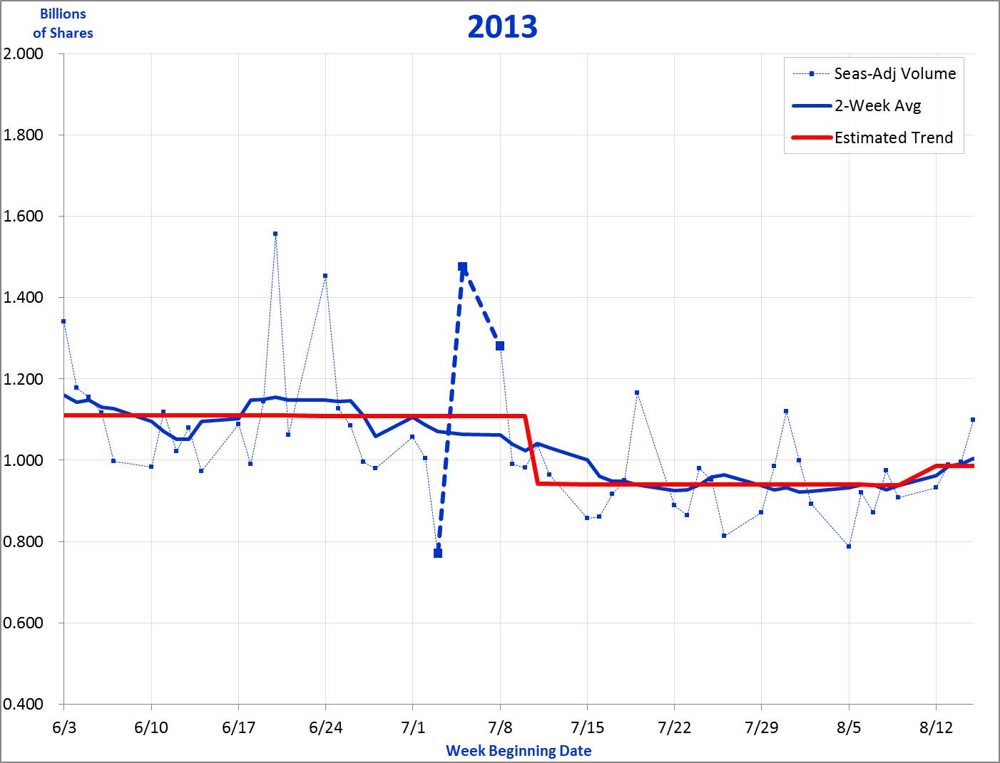 Billions
of Shares
2013
2.000
1.800
1.600
1.400
1.200
1.000
0.800
0.600
0.400
Seas-Adj Volume
2-Week Avg
Estimated Trend
6/3 6/10 6/17 6/24 7/1 7/8 7/15 7/22 7/29 8/5 8/12
Week Beginning Date